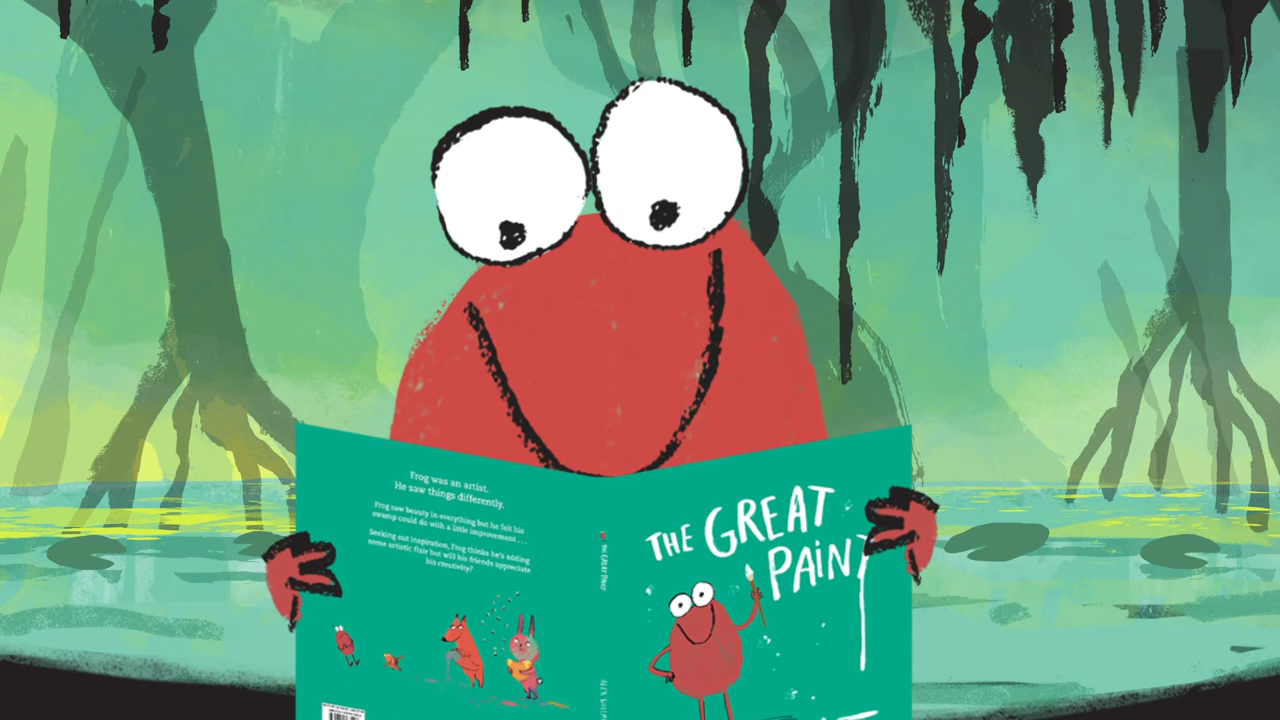 Frog was an artist.
He saw things differently.
Frog saw beauty in everything but he felt his
swamp could do with a little improvement . . .
Seeking out inspiration, Frog thinks he's adding
some artistic flair but will his friends appreciate
his creativity?
THE GREAT PAINT
THE GREAT
PAINT